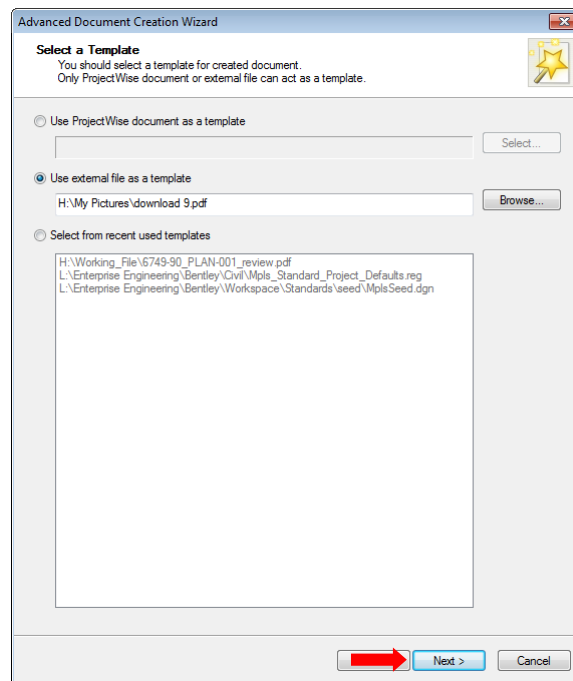 Advanced Document Creation Wizard
Select a Template
You should select a template for created document.
Only ProjectWise document or external file can act as a template.
Use ProjectWise document as a template
Select...
Use external file as a template
H:\My Pictures\download 9.pdf
Browse...
Select from recent used templates
H:\Working_File\6749-90_PLAN-001_review.pdf
L:\Enterprise Engineering\Bentley\Civil\Mpls_Standard_Project_Defaults.reg
L:\Enterprise Engineering\Bentley\Workspace\Standards\seed\MplsSeed.dgn
Next >
Cancel